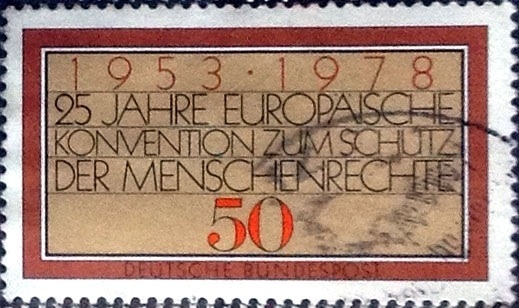 1953·1978
25 JAHRE EUROPÄISCHE
KONVENTION ZUM SCHUTZ
DER MENSCHENRECHTE
50
DEUTSCHE BUNDESPOST